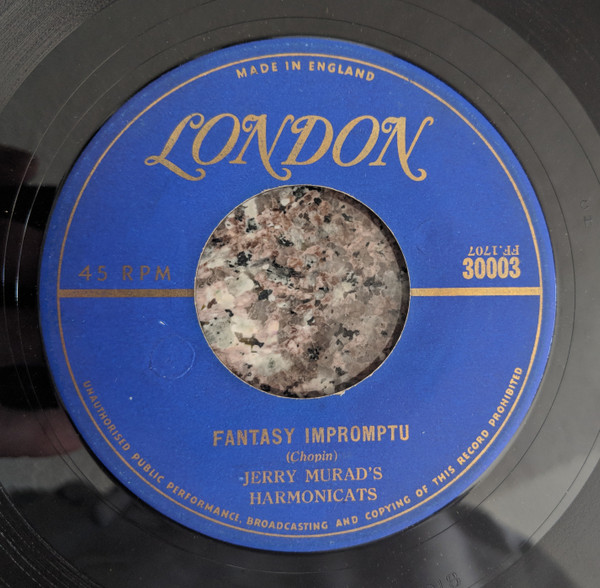 MADE IN ENGLAND
LONDON
FF.1707
45 RPM
30003
FANTASY IMPROMPTU
(Chopin)
JERRY MURAD'S
HARMONICATS
UNAUTHORISED PUBLIC PERFORMANCE, BROADCASTING AND COPYING OF THIS RECORD PROHIBITED